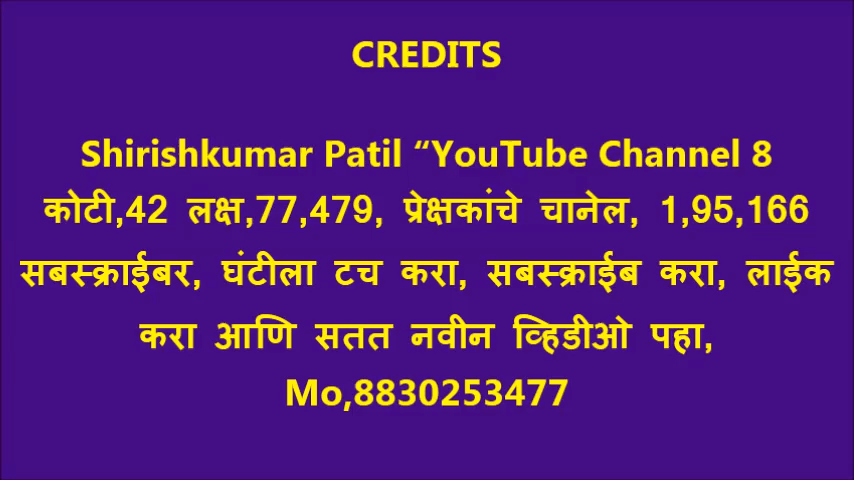 CREDITS
Shirishkumar Patil “YouTube Channel 8
कोटी,42 लक्ष,77,479, प्रेक्षकांचे चानेल, 1,95,166
सबस्क्राईबर, घंटीला टच करा, सबस्क्राईब करा, लाईक
करा आणि सतत नवीन व्हिडीओ पहा,
Mo,8830253477